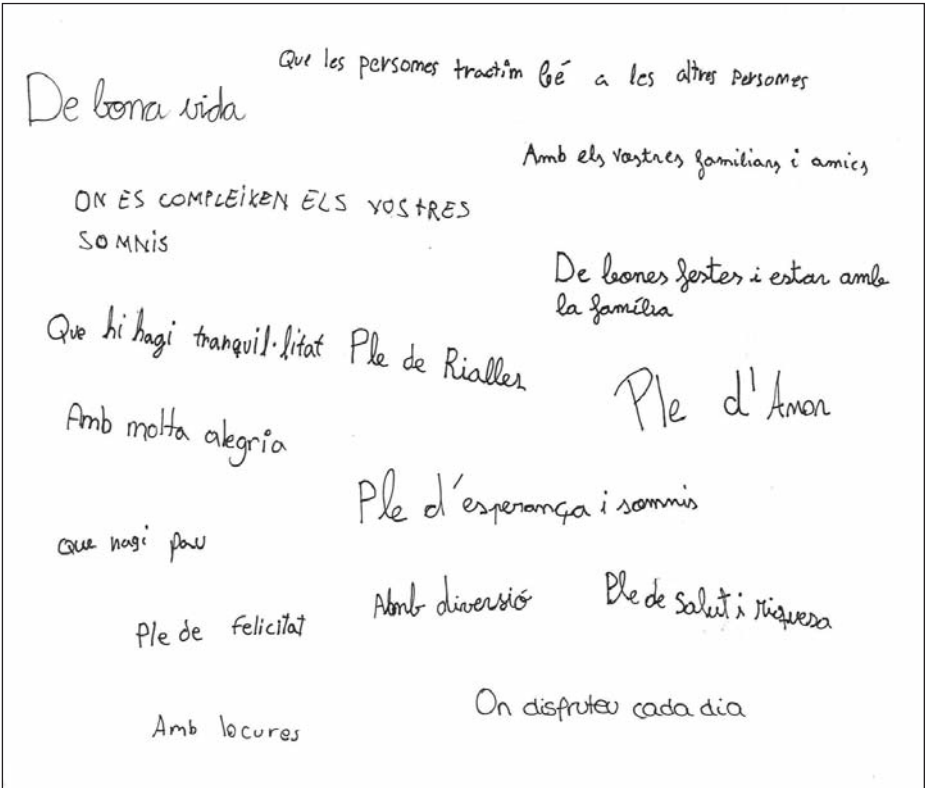 Que les persones tractim bé a les altres persones
De bona vida
Amb els vostres familiars i amics
ON ES COMPLEIXEN ELS VOSTRES
SOMNIS
De bones festes i estar amb
la família
Que hi hagi tranquil·litat
Ple de Rialles
Ple d'Amor
Amb molta alegria
Ple d'esperança i somnis
Que hagi pau
Amb diversió
Ple de salut i riquesa
Ple de felicitat
On disfruteu cada dia
Amb locures